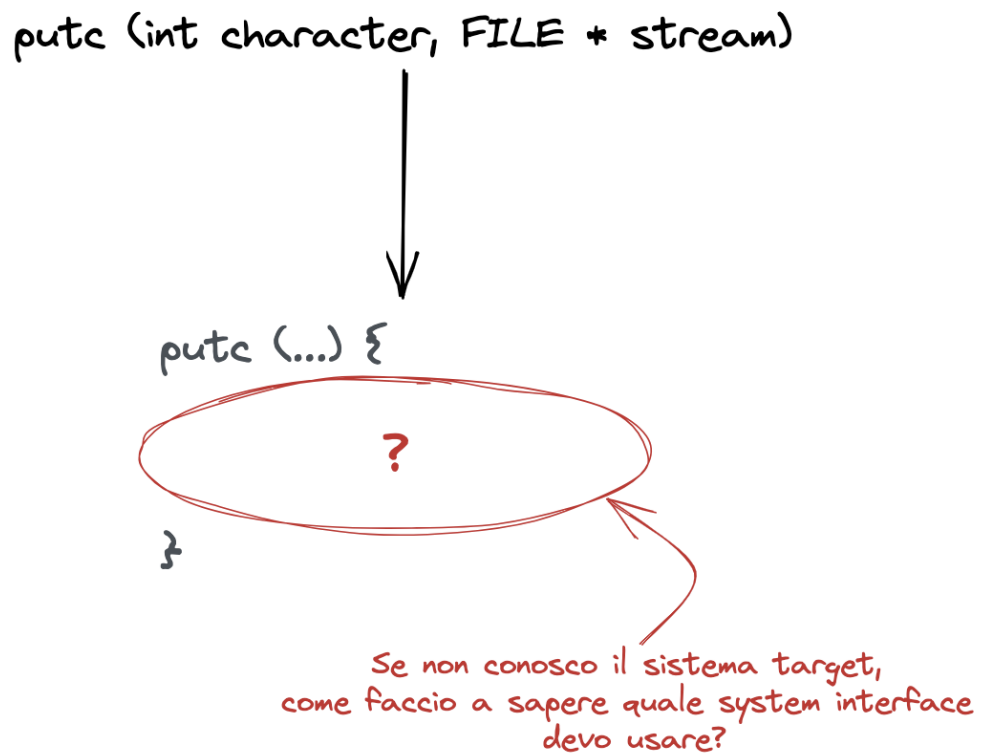 putc (int character, FILE * stream)
putc (...) {
?
}
Se non conosco il sistema target,
come faccio a sapere quale system interface
devo usare?